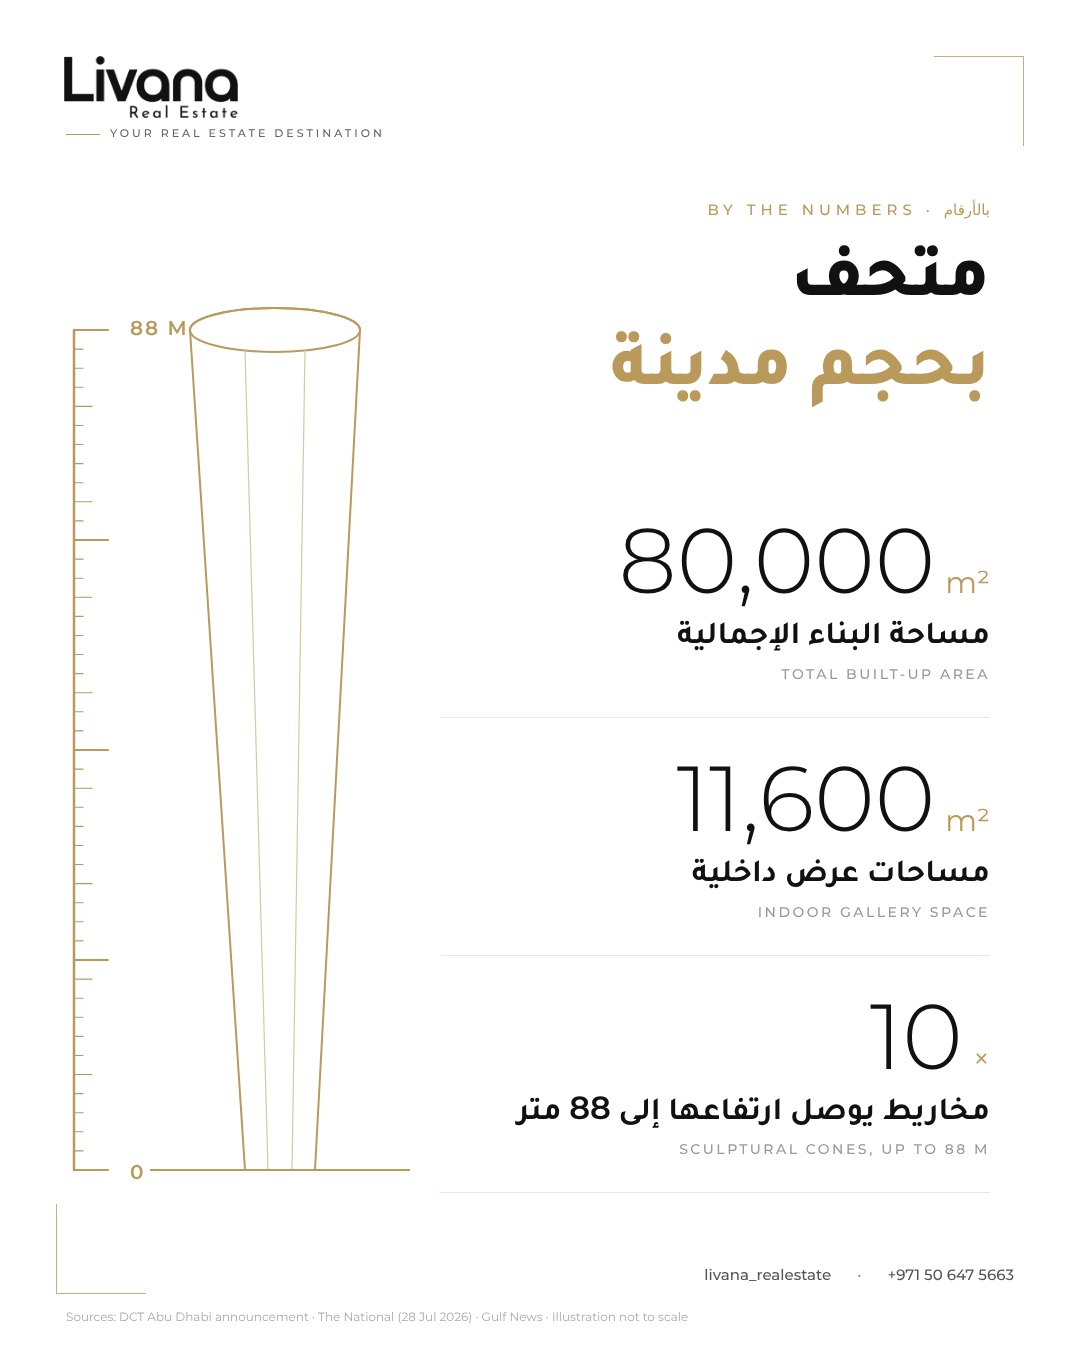 Livana
Real Estate
YOUR REAL ESTATE DESTINATION
BY THE NUMBERS · بالأرقام
متحف
بحجم مدينة
88 M
80,000 m²
مساحة البناء الإجمالية
TOTAL BUILT-UP AREA
11,600 m²
مساحات عرض داخلية
INDOOR GALLERY SPACE
10 ×
مخاريط يوصل ارتفاعها إلى 88 متر
SCULPTURAL CONES, UP TO 88 M
0
livana_realestate · +971 50 647 5663
Sources: DCT Abu Dhabi announcement · The National (28 Jul 2026) · Gulf News · Illustration not to scale